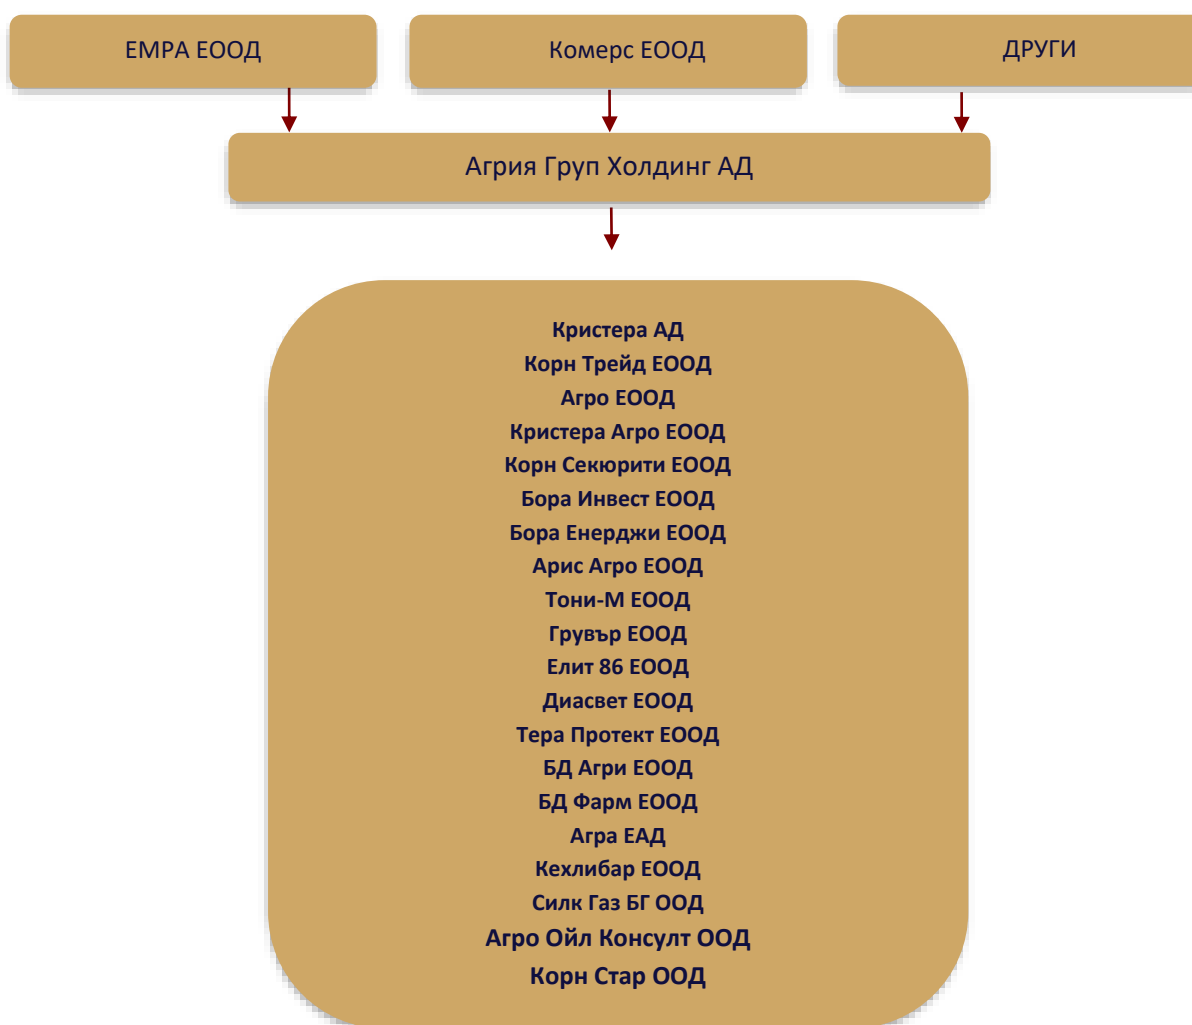 ЕМРА ЕООД
Комерс ЕООД
ДРУГИ
Агрия Груп Холдинг АД
Кристера АД
Корн Трейд ЕООД
Агро ЕООД
Кристера Агро ЕООД
Корн Секюрити ЕООД
Бора Инвест ЕООД
Бора Енерджи ЕООД
Арис Агро ЕООД
Тони-М ЕООД
Грувър ЕООД
Елит 86 ЕООД
Диасвет ЕООД
Тера Протект ЕООД
БД Агри ЕООД
БД Фарм ЕООД
Агра ЕАД
Кехлибар ЕООД
Силк Газ БГ ООД
Агро Ойл Консулт ООД
Корн Стар ООД